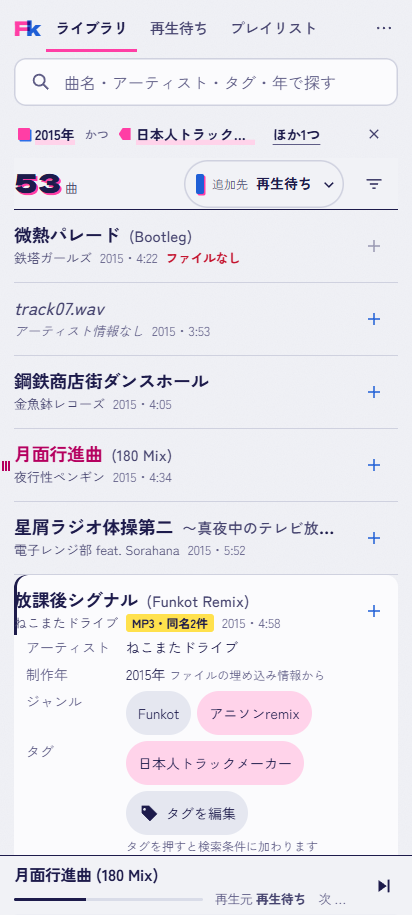 Fk ライブラリ 再生待ち プレイリスト …
曲名・アーティスト・タグ・年で探す
2015年 かつ 日本人トラック… ほか1つ ×
53 曲 追加先 再生待ち
微熱パレード (Bootleg)
鉄塔ガールズ 2015・4:22 ファイルなし
track07.wav
アーティスト情報なし 2015・3:53
鋼鉄商店街ダンスホール
金魚鉢レコーズ 2015・4:05
月面行進曲 (180 Mix)
夜行性ペンギン 2015・4:34
星屑ラジオ体操第二 〜真夜中のテレビ放…
電子レンジ部 feat. Sorahana 2015・5:52
放課後シグナル (Funkot Remix)
ねこまたドライブ MP3・同名2件 2015・4:58
アーティスト ねこまたドライブ
制作年 2015年 ファイルの埋め込み情報から
ジャンル Funkot アニソンremix
タグ 日本人トラックメーカー
タグを編集
タグを押すと検索条件に加わります
月面行進曲 (180 Mix)
再生元 再生待ち 次 …